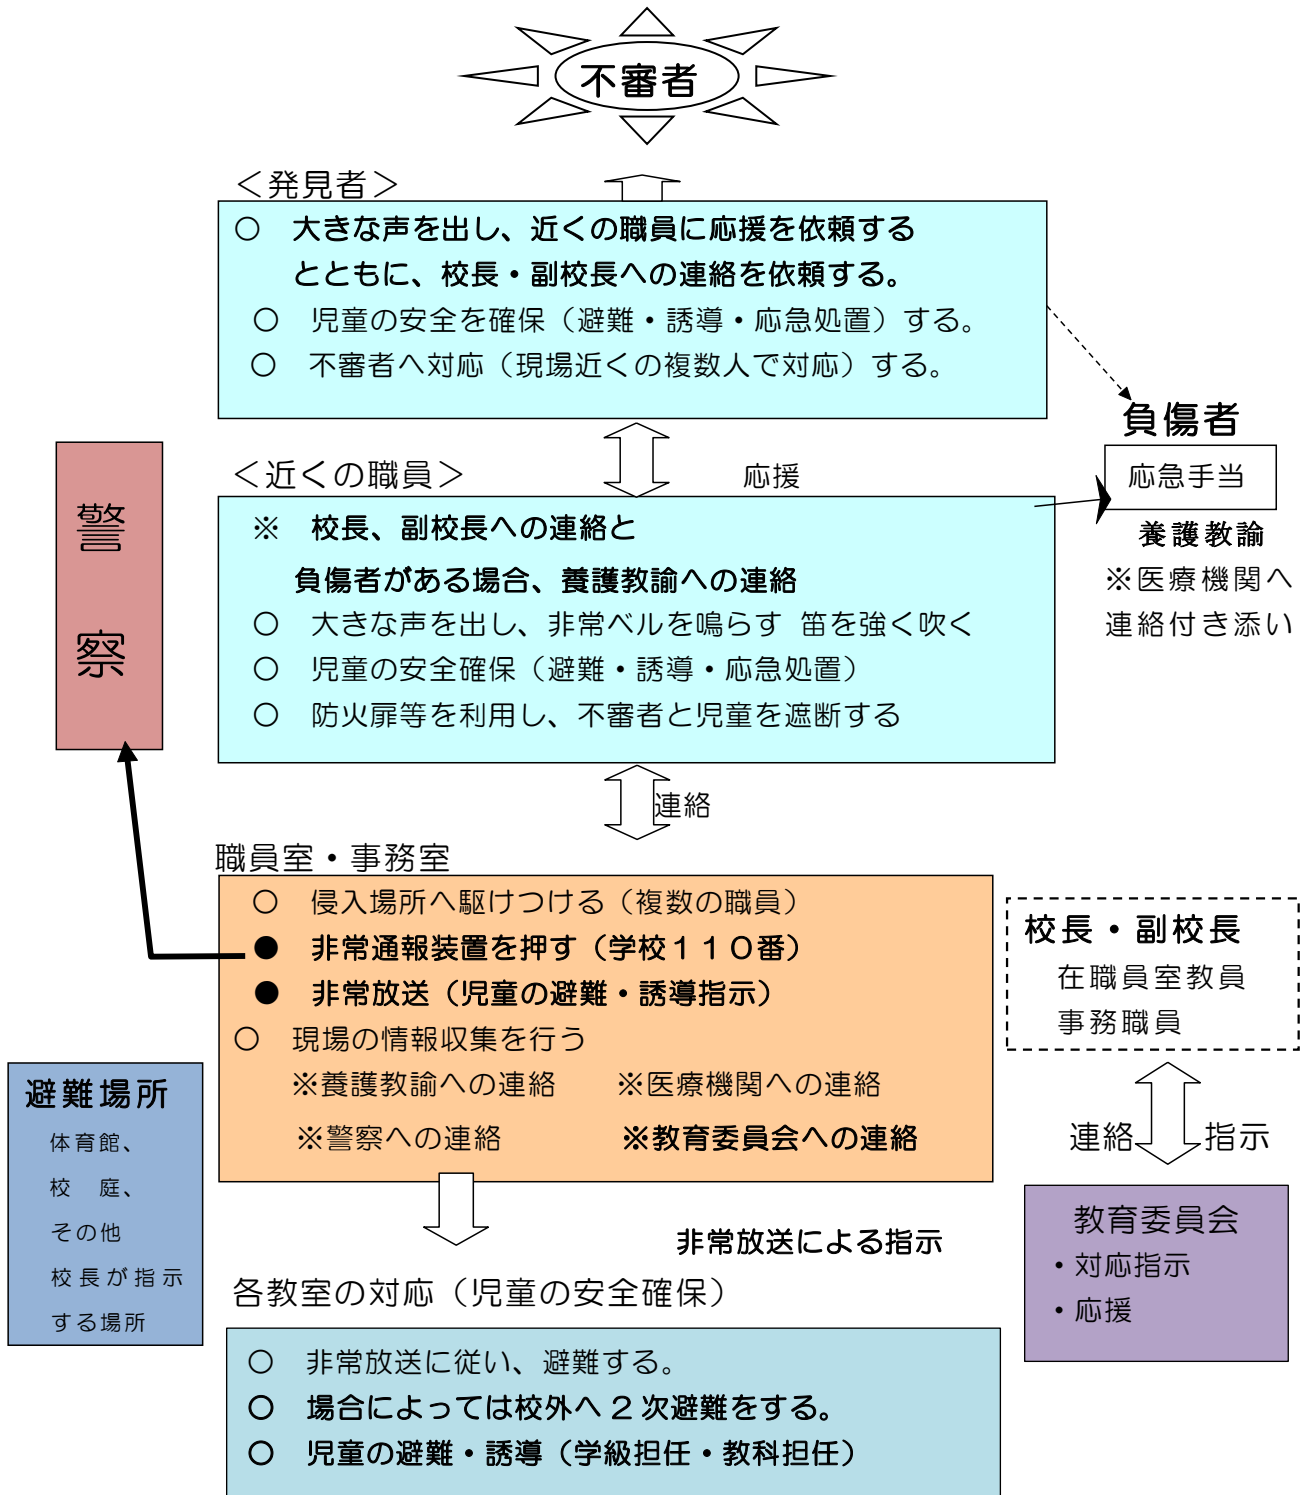 不審者
＜発見者＞
○　大きな声を出し、近くの職員に応援を依頼する
とともに、校長・副校長への連絡を依頼する。
○　児童の安全を確保（避難・誘導・応急処置）する。
○　不審者へ対応（現場近くの複数人で対応）する。
負傷者
応急手当
養護教諭
※医療機関へ
連絡付き添い
警
察
＜近くの職員＞
応援
※　校長、副校長への連絡と
負傷者がある場合、養護教諭への連絡
○　大きな声を出し、非常ベルを鳴らす 笛を強く吹く
○　児童の安全確保（避難・誘導・応急処置）
○　防火扉等を利用し、不審者と児童を遮断する
連絡
職員室・事務室
○　侵入場所へ駆けつける（複数の職員）
●　非常通報装置を押す（学校１１０番）
●　非常放送（児童の避難・誘導指示）
○　現場の情報収集を行う
※養護教諭への連絡　　※医療機関への連絡
※警察への連絡　　※教育委員会への連絡
校長・副校長
在職員室教員
事務職員
連絡　指示
教育委員会
・対応指示
・応援
避難場所
体育館、
校　庭、
その他
校長が指示
する場所
非常放送による指示
各教室の対応（児童の安全確保）
○　非常放送に従い、避難する。
○　場合によっては校外へ２次避難をする。
○　児童の避難・誘導（学級担任・教科担任）